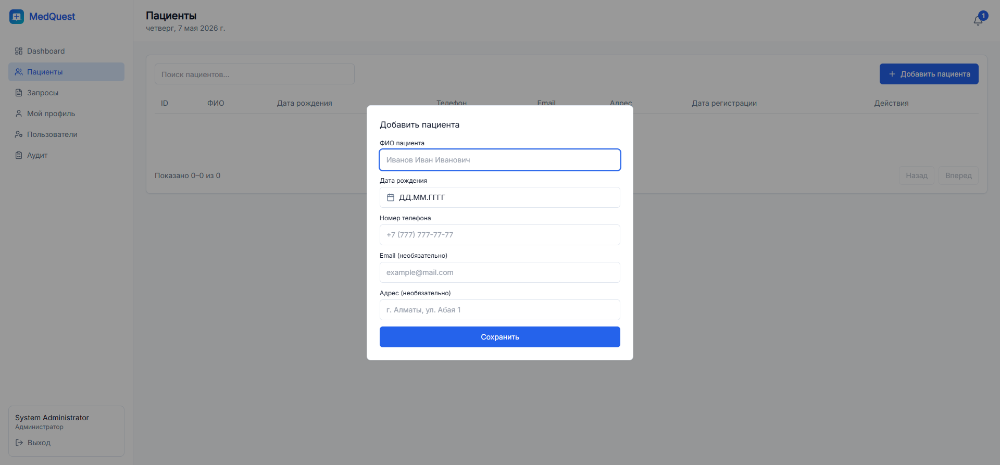 MedQuest
Dashboard
Пациенты
Запросы
Мой профиль
Пользователи
Аудит
System Administrator
Администратор
Выход
Пациенты
четверг, 7 мая 2026 г.
1
Поиск пациентов...
Добавить пациента
ID ФИО Дата рождения Телефон Email Адрес Дата регистрации Действия
Показано 0–0 из 0
Назад Вперед
Добавить пациента
ФИО пациента
Иванов Иван Иванович
Дата рождения
ДД.ММ.ГГГГ
Номер телефона
+7 (777) 777-77-77
Email (необязательно)
example@mail.com
Адрес (необязательно)
г. Алматы, ул. Абая 1
Сохранить